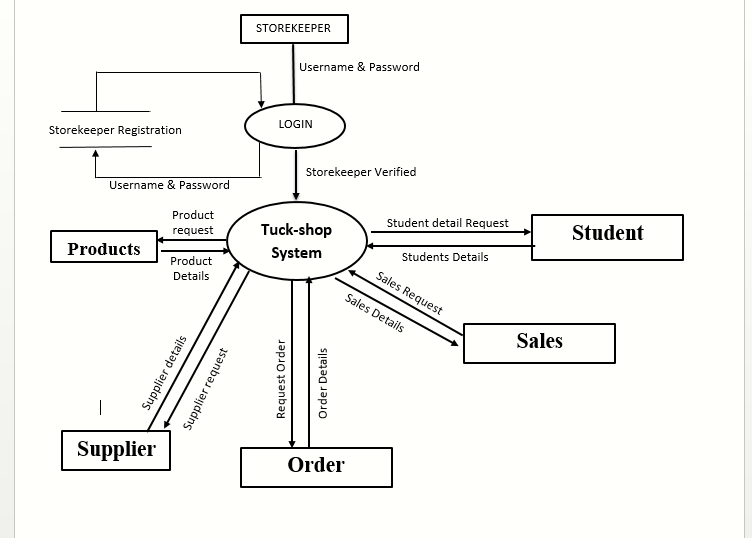 STOREKEEPER
Username & Password
LOGIN
Storekeeper Registration
Username & Password
Storekeeper Verified
Product
request
Tuck-shop
System
Student detail Request
Student
Products
Product
Details
Students Details
Sales Request
Sales Details
Sales
Supplier details
Supplier request
Request Order
Order Details
Supplier
Order